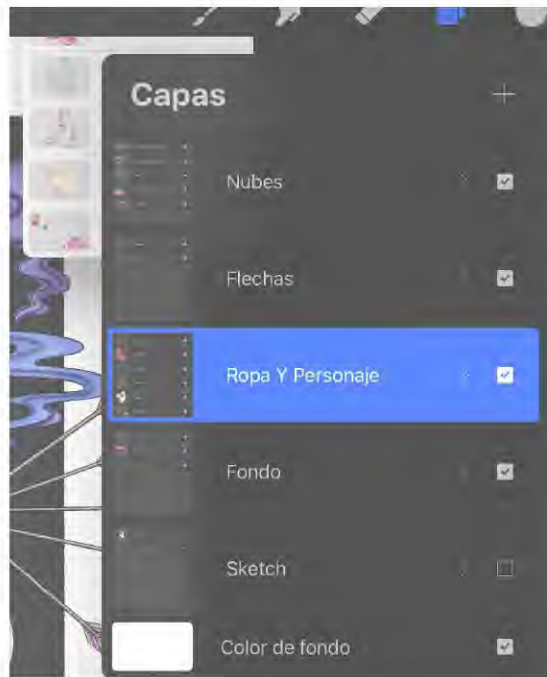 Capas
Nubes
Flechas
Ropa Y Personaje
Fondo
Sketch
Color de fondo